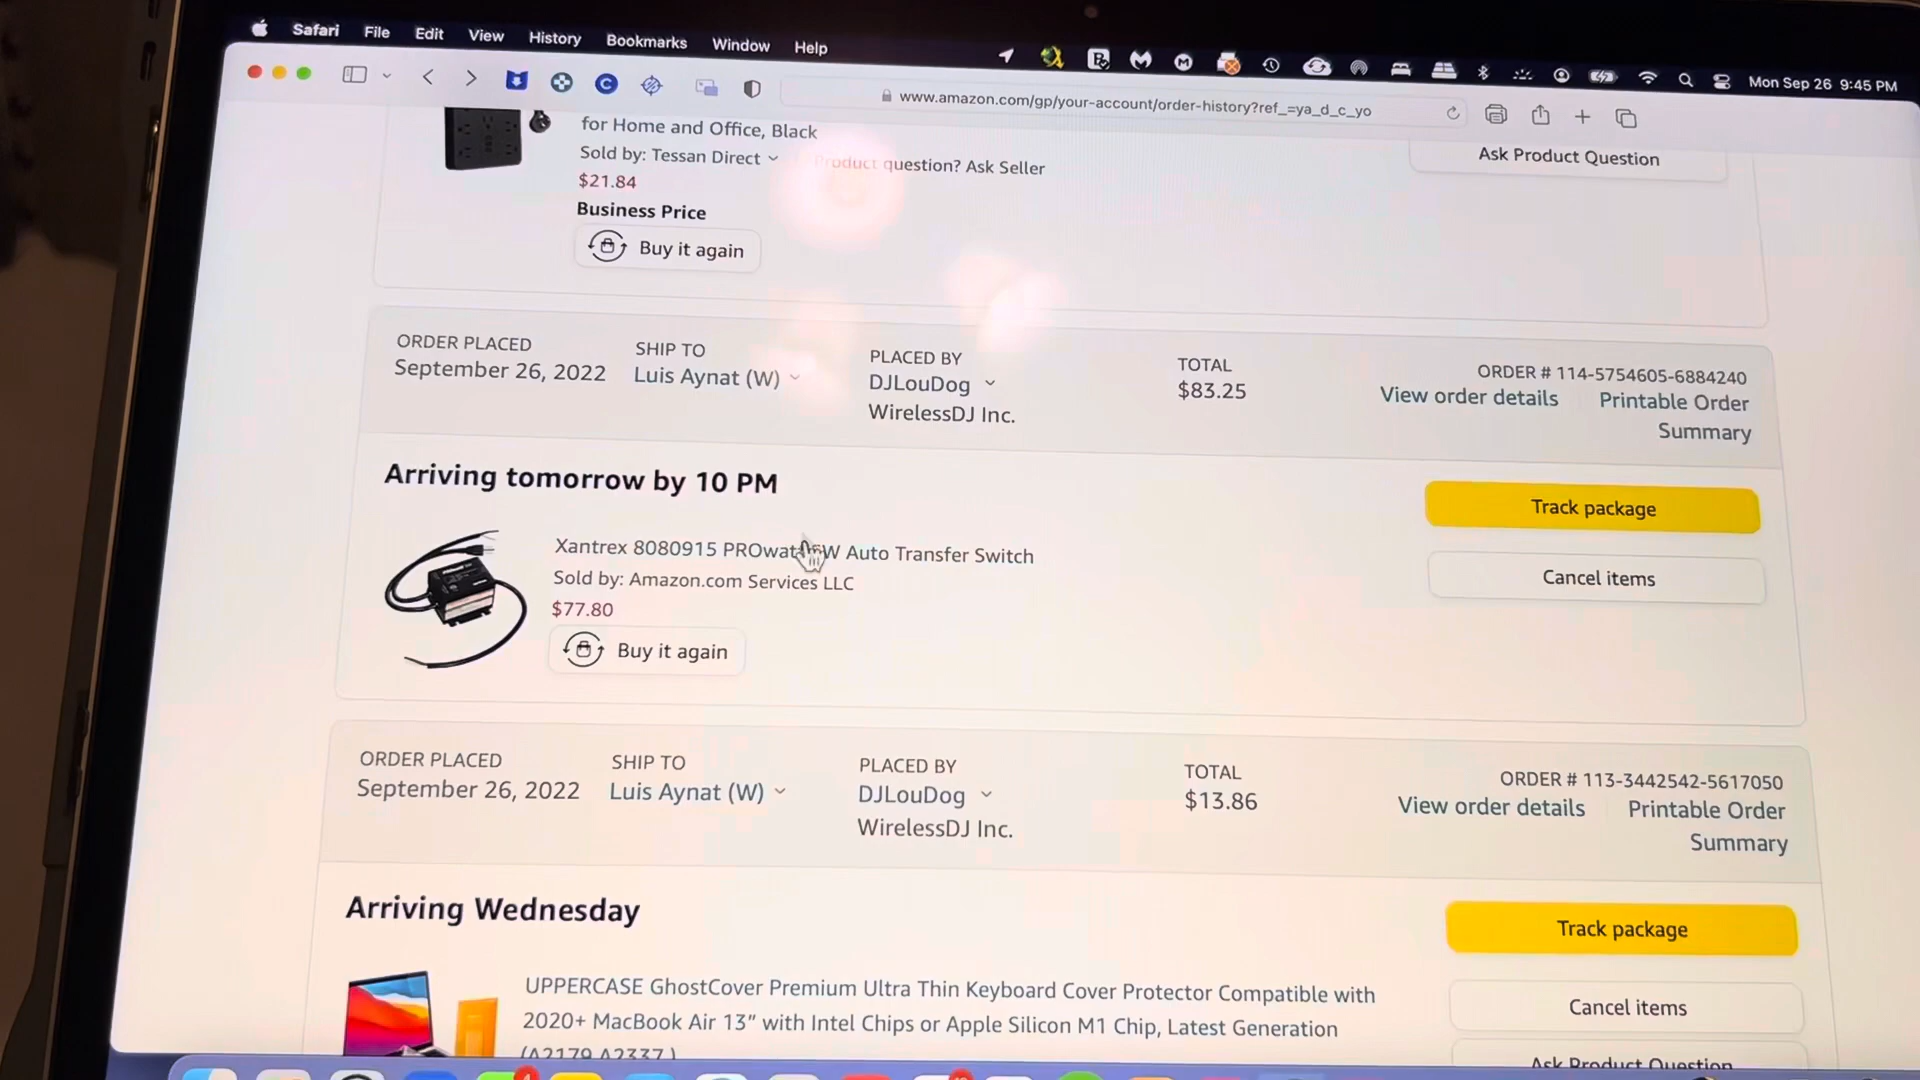 Safari File Edit View History Bookmarks Window Help
Mon Sep 26 9:45 PM
www.amazon.com/gp/your-account/order-history?ref_=ya_d_c_yo
for Home and Office, Black
Sold by: Tessan Direct
Product question? Ask Seller
$21.84
Business Price
Buy it again
Ask Product Question
ORDER PLACED
September 26, 2022
SHIP TO
Luis Aynat (W)
PLACED BY
DJLouDog
WirelessDJ Inc.
TOTAL
$83.25
ORDER # 114-5754605-6884240
View order details
Printable Order
Summary
Arriving tomorrow by 10 PM
Xantrex 8080915 Auto Transfer Switch
Sold by: Amazon.com Services LLC
$77.80
Buy it again
Track package
Cancel items
ORDER PLACED
September 26, 2022
SHIP TO
Luis Aynat (W)
PLACED BY
DJLouDog
WirelessDJ Inc.
TOTAL
$13.86
ORDER # 113-3442542-5617050
View order details
Printable Order
Summary
Arriving Wednesday
UPPERCASE GhostCover Premium Ultra Thin Keyboard Cover Protector Compatible with
2020+ MacBook Air 13" with Intel Chips or Apple Silicon M1 Chip, Latest Generation
(A2179 A2337 )
Track package
Cancel items
Ask Product Question